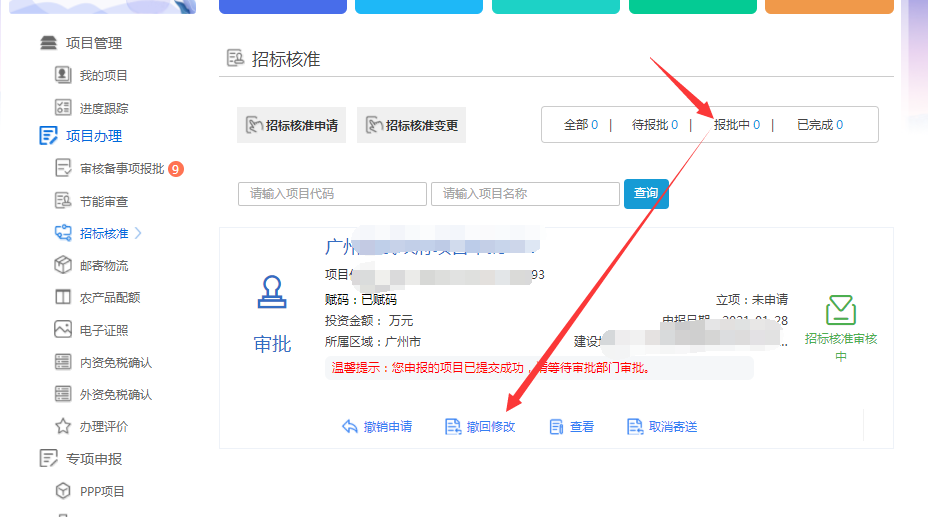 项目管理
我的项目
进度跟踪
项目办理
审核备事项报批 9
节能审查
招标核准
邮寄物流
农产品配额
电子证照
内资免税确认
外资免税确认
办理评价
专项申报
PPP项目
招标核准
招标核准申请 招标核准变更
全部 0 | 待报批 0 | 报批中 0 | 已完成 0
请输入项目代码 请输入项目名称 查询
审批
广州
项目 93
赋码：已赋码 立项：未申请
投资金额： 万元 申报日期 2021-01-28
所属区域：广州市 建设 ..
温馨提示：您申报的项目已提交成功，请等待审批部门审批。
招标核准审核
中
撤销申请 撤回修改 查看 取消寄送